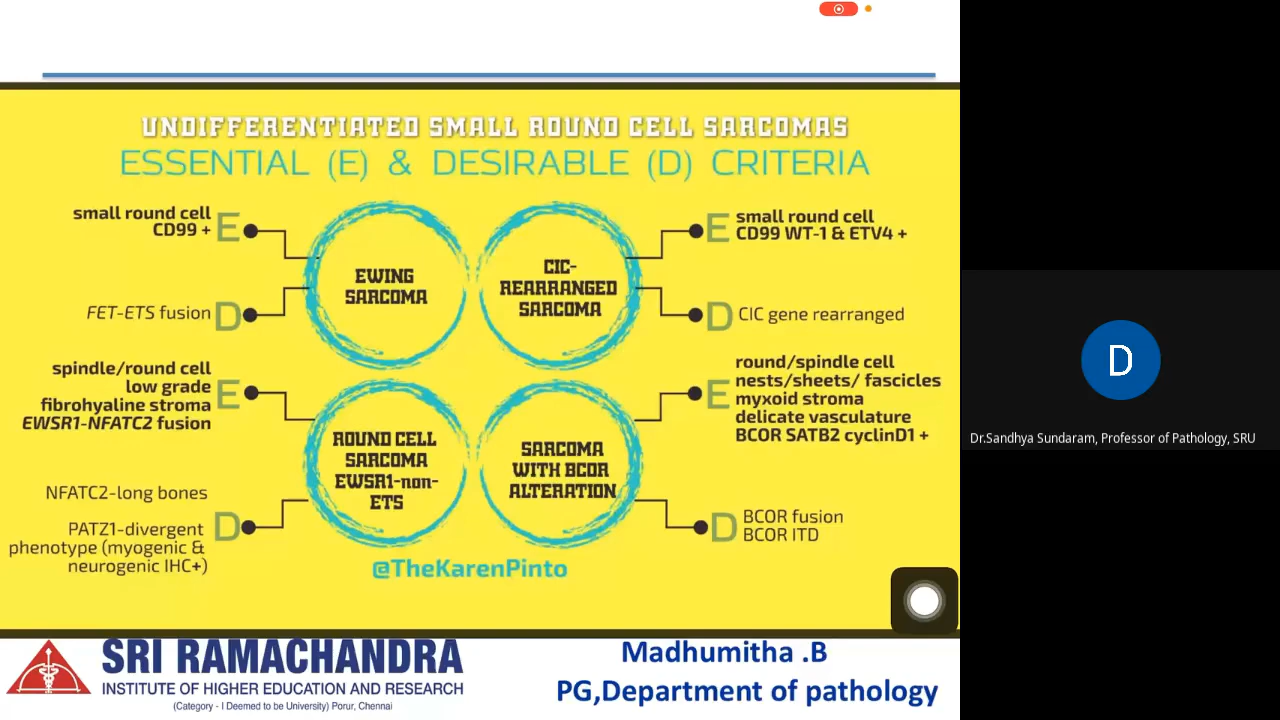 UNDIFFERENTIATED SMALL ROUND CELL SARCOMAS
ESSENTIAL (E) & DESIRABLE (D) CRITERIA
small round cell
CD99 +
E
FET-ETS fusion
D
EWING
SARCOMA
CIC-
REARRANGED
SARCOMA
E
small round cell
CD99 WT-1 & ETV4 +
D
CIC gene rearranged
spindle/round cell
low grade
fibrohyaline stroma
EWSR1-NFATC2 fusion
E
NFATC2-long bones
PATZ1-divergent
phenotype (myogenic &
neurogenic IHC+)
D
ROUND CELL
SARCOMA
EWSR1-non-
ETS
SARCOMA
WITH BCOR
ALTERATION
E
round/spindle cell
nests/sheets/ fascicles
myxoid stroma
delicate vasculature
BCOR SATB2 cyclinD1 +
D
BCOR fusion
BCOR ITD
@TheKarenPinto
SRI RAMACHANDRA
INSTITUTE OF HIGHER EDUCATION AND RESEARCH
(Category - I Deemed to be University) Porur, Chennai
Madhumitha .B
PG,Department of pathology
D
Dr.Sandhya Sundaram, Professor of Pathology, SRU